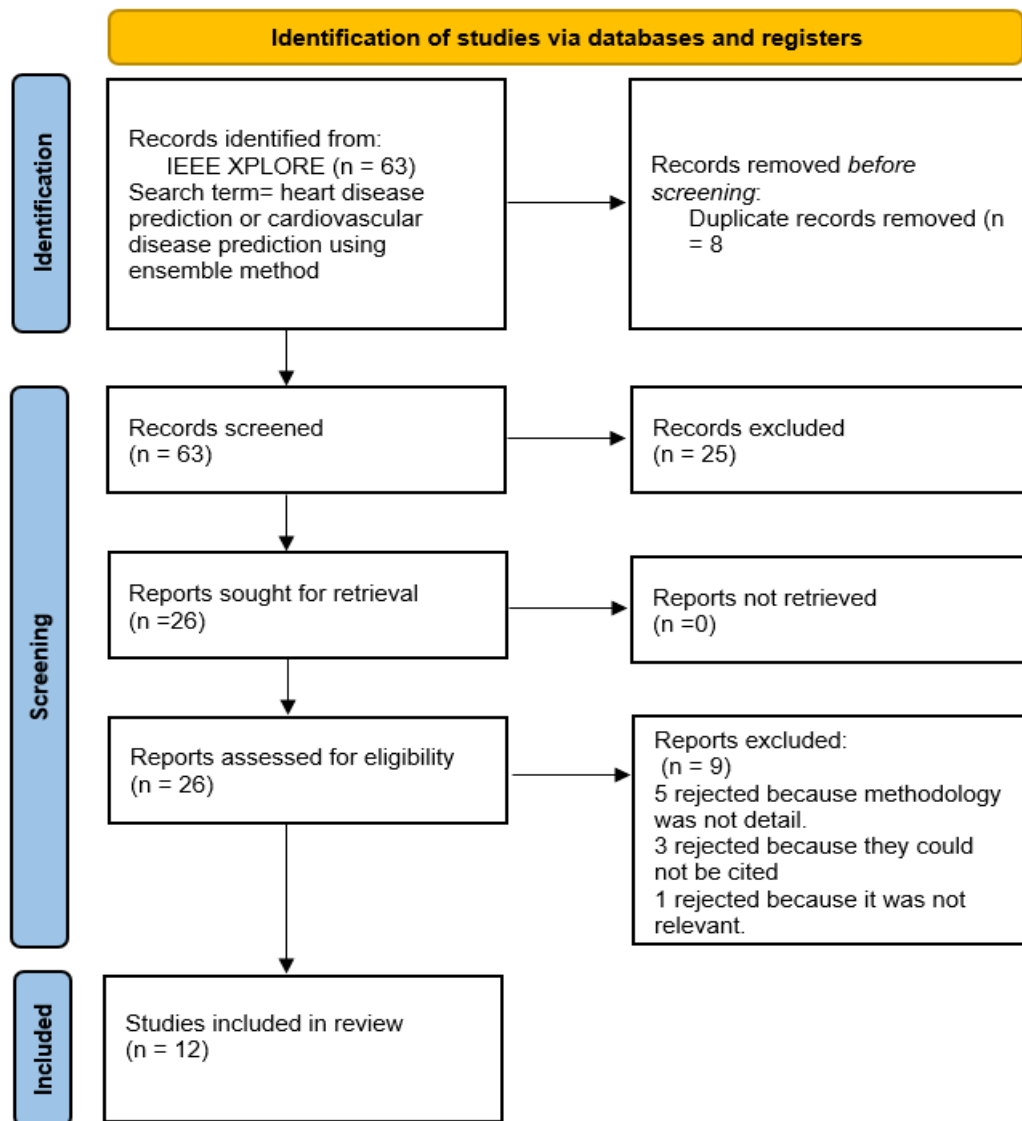 Identification of studies via databases and registers
Identification
Records identified from:
IEEE XPLORE (n = 63)
Search term= heart disease
prediction or cardiovascular
disease prediction using
ensemble method
Records removed before
screening:
Duplicate records removed (n
= 8
Screening
Records screened
(n = 63)
Records excluded
(n = 25)
Reports sought for retrieval
(n =26)
Reports not retrieved
(n =0)
Reports assessed for eligibility
(n = 26)
Reports excluded:
(n = 9)
5 rejected because methodology
was not detail.
3 rejected because they could
not be cited
1 rejected because it was not
relevant.
Included
Studies included in review
(n = 12)